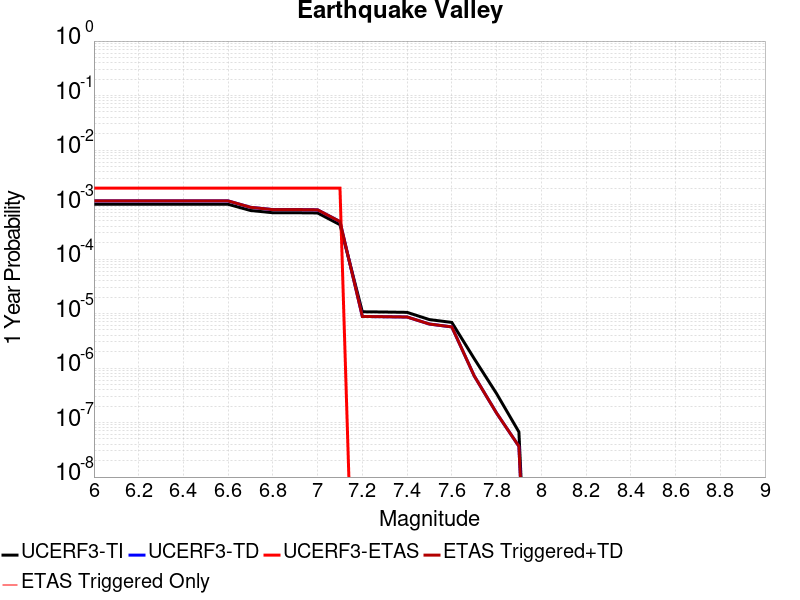 Earthquake Valley
10^0
10^-1
10^-2
10^-3
10^-4
10^-5
10^-6
10^-7
10^-8
1 Year Probability
6 6.2 6.4 6.6 6.8 7 7.2 7.4 7.6 7.8 8 8.2 8.4 8.6 8.8 9
Magnitude
UCERF3-TI UCERF3-TD UCERF3-ETAS ETAS Triggered+TD
ETAS Triggered Only